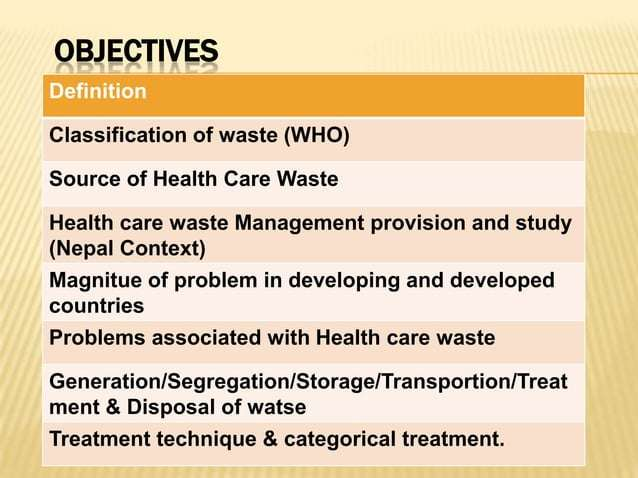 OBJECTIVES
Definition
Classification of waste (WHO)
Source of Health Care Waste
Health care waste Management provision and study
(Nepal Context)
Magnitue of problem in developing and developed
countries
Problems associated with Health care waste
Generation/Segregation/Storage/Transportion/Treat
ment & Disposal of watse
Treatment technique & categorical treatment.